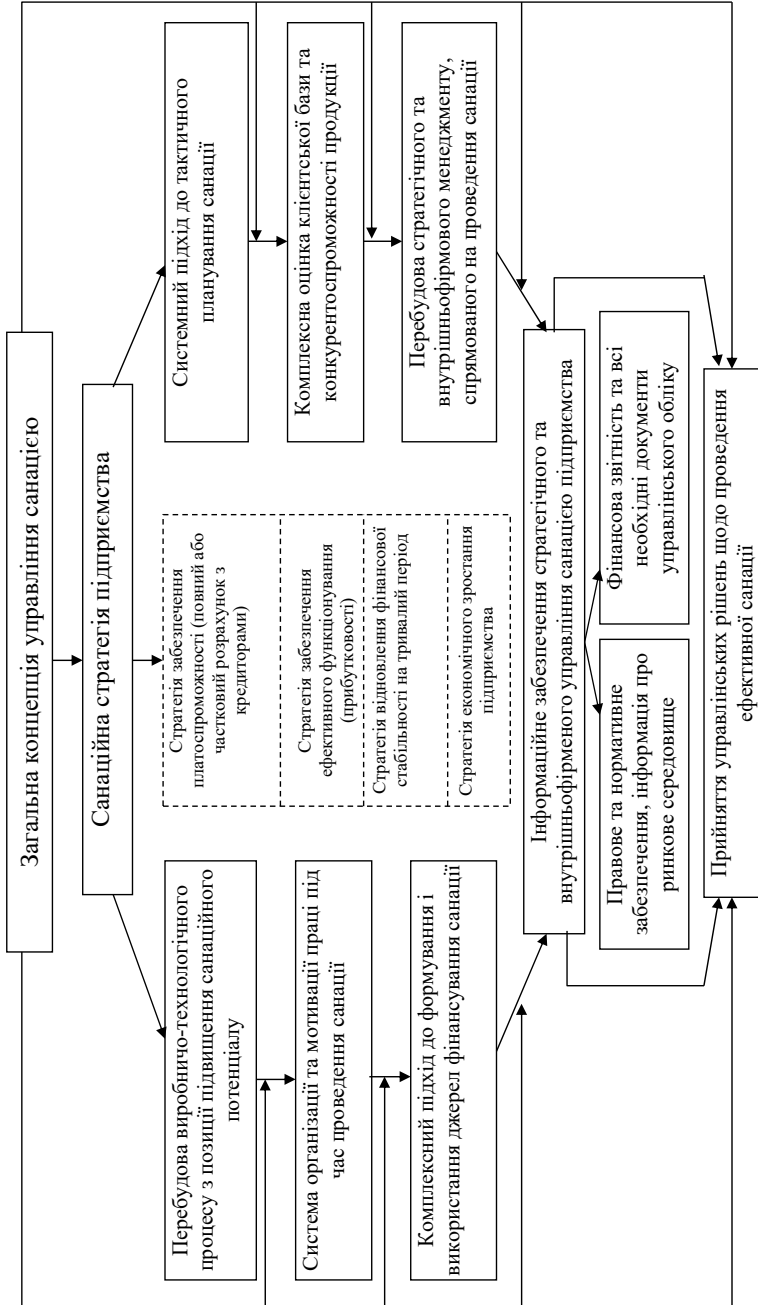 Загальна концепція управління санацією
Санаційна стратегія підприємства
Перебудова виробничо-технологічного
процесу з позиції підвищення санаційного
потенціалу
Система організації та мотивації праці під
час проведення санації
Комплексний підхід до формування і
використання джерел фінансування санації
Стратегія забезпечення
платоспроможності (повний або
частковий розрахунок з
кредиторами)
Стратегія забезпечення
ефективного функціонування
(прибутковості)
Стратегія відновлення фінансової
стабільності на тривалий період
Стратегія економічного зростання
підприємства
Системний підхід до тактичного
планування санації
Комплексна оцінка клієнтської бази та
конкурентоспроможності продукції
Перебудова стратегічного та
внутрішньофірмового менеджменту,
спрямованого на проведення санації
Інформаційне забезпечення стратегічного та
внутрішньофірменого управління санацією підприємства
Правове та нормативне
забезпечення, інформація про
ринкове середовище
Фінансова звітність та всі
необхідні документи
управлінського обліку
Прийняття управлінських рішень щодо проведення
ефективної санації